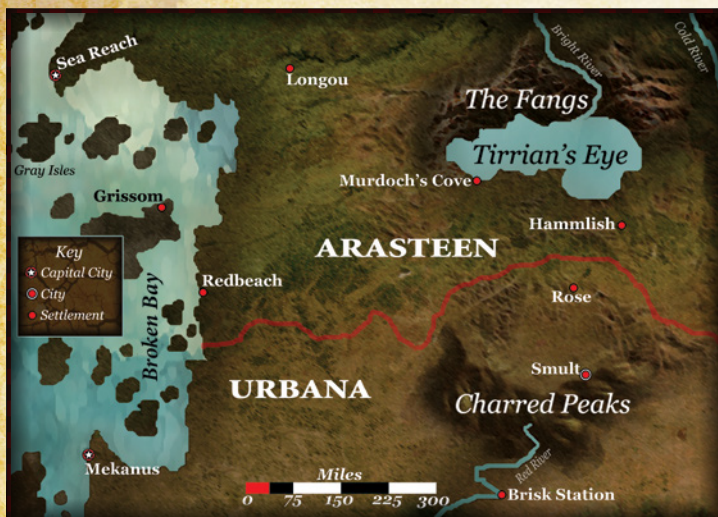 Sea Reach
Longou
Bright River
Cold River
The Fangs
Tirrian's Eye
Gray Isles
Murdoch's Cove
Grissom
Hammlish
ARASTEEN
Key
Capital City
City
Settlement
Redbeach
Rose
Broken Bay
URBANA
Smult
Charred Peaks
Mekanus
Red River
Miles
0 75 150 225 300
Brisk Station